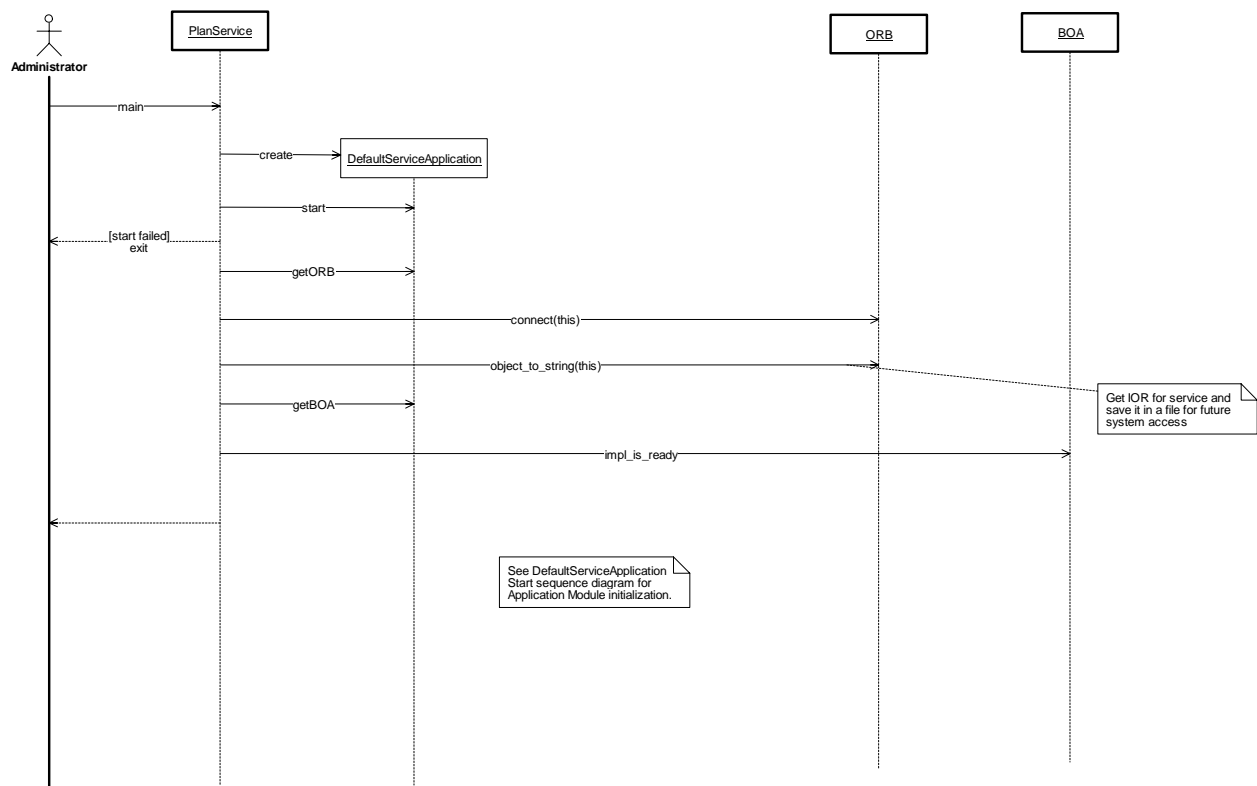 PlanService
ORB
BOA
Administrator
main
create
DefaultServiceApplication
start
[start failed]
exit
getORB
connect(this)
object_to_string(this)
getBOA
Get IOR for service and
save it in a file for future
system access
impl_is_ready
See DefaultServiceApplication
Start sequence diagram for
Application Module initialization.